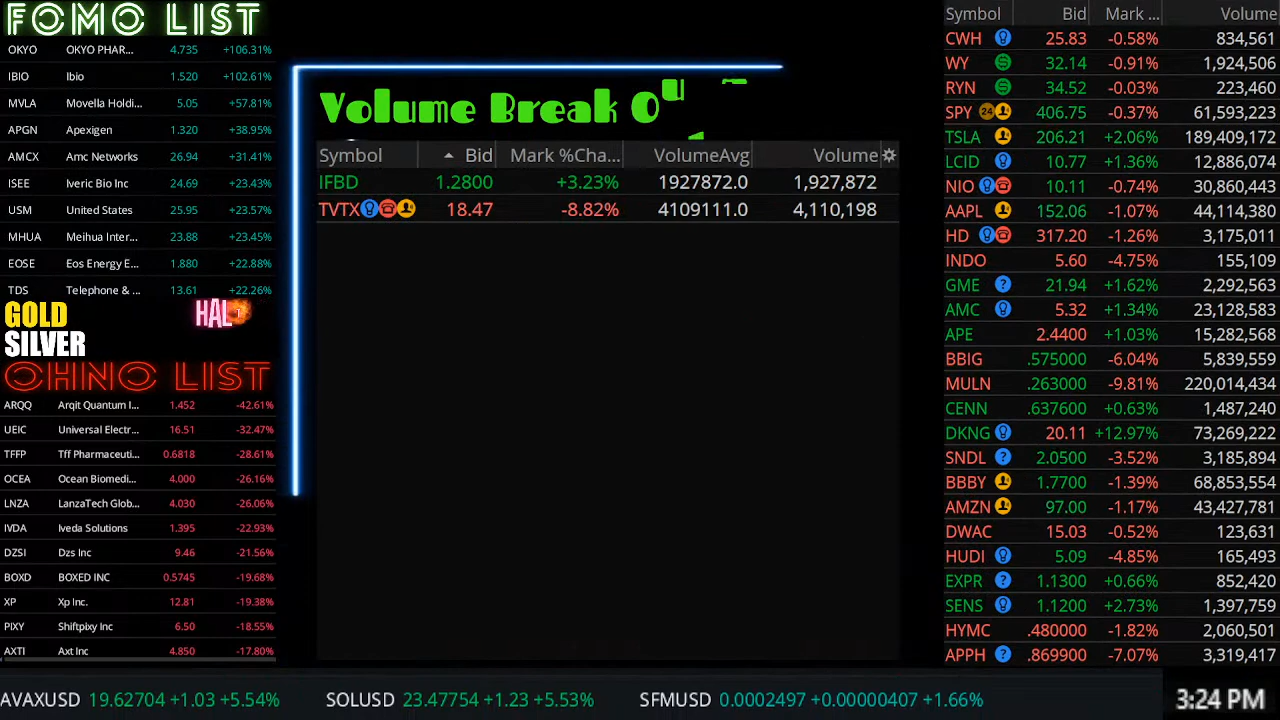 FOMO LIST
OKYO OKYO PHAR... 4.735 +106.31%
IBIO Ibio 1.520 +102.61%
MVLA Movella Holdi... 5.05 +57.81%
APGN Apexigen 1.320 +38.95%
AMCX Amc Networks 26.94 +31.41%
ISEE Iveric Bio Inc 24.69 +23.43%
USM United States 25.95 +23.57%
MHUA Meihua Inter... 23.88 +23.45%
EOSE Eos Energy E... 1.880 +22.88%
TDS Telephone & ... 13.61 +22.26%
GOLD
SILVER
OHNO LIST
ARQQ Arqit Quantum I... 1.452 -42.61%
UEIC Universal Electr... 16.51 -32.47%
TFFP Tff Pharmaceuti... 0.6818 -28.61%
OCEA Ocean Biomedi... 4.000 -26.16%
LNZA LanzaTech Glob... 4.030 -26.06%
IVDA Iveda Solutions 1.395 -22.93%
DZSI Dzs Inc 9.46 -21.56%
BOXD BOXED INC 0.5745 -19.68%
XP Xp Inc. 12.81 -19.38%
PIXY Shiftpixy Inc 6.50 -18.55%
AXTI Axt Inc 4.850 -17.80%
Volume Break
Symbol Bid Mark %Cha... VolumeAvg Volume
IFBD 1.2800 +3.23% 1927872.0 1,927,872
TVTX 18.47 -8.82% 4109111.0 4,110,198
Symbol Bid Mark ... Volume
CWH 25.83 -0.58% 834,561
WY 32.14 -0.91% 1,924,506
RYN 34.52 -0.03% 223,460
SPY 24 406.75 -0.37% 61,593,223
TSLA 206.21 +2.06% 189,409,172
LCID 10.77 +1.36% 12,886,074
NIO 10.11 -0.74% 30,860,443
AAPL 152.06 -1.07% 44,114,380
HD 317.20 -1.26% 3,175,011
INDO 5.60 -4.75% 155,109
GME ? 21.94 +1.62% 2,292,563
AMC 5.32 +1.34% 23,128,583
APE 2.4400 +1.03% 15,282,568
BBIG .575000 -6.04% 5,839,559
MULN .263000 -9.81% 220,014,434
CENN .637600 +0.63% 1,487,240
DKNG 20.11 +12.97% 73,269,222
SNDL ? 2.0500 -3.52% 3,185,894
BBBY 1.7700 -1.39% 68,853,554
AMZN 97.00 -1.17% 43,427,781
DWAC 15.03 -0.52% 123,631
HUDI 5.09 -4.85% 165,493
EXPR ? 1.1300 +0.66% 852,420
SENS 1.1200 +2.73% 1,397,759
HYMC .480000 -1.82% 2,060,501
APPH ? .869900 -7.07% 3,319,417
AVAXUSD 19.62704 +1.03 +5.54% SOLUSD 23.47754 +1.23 +5.53% SFMUSD 0.0002497 +0.00000407 +1.66% 3:24 PM